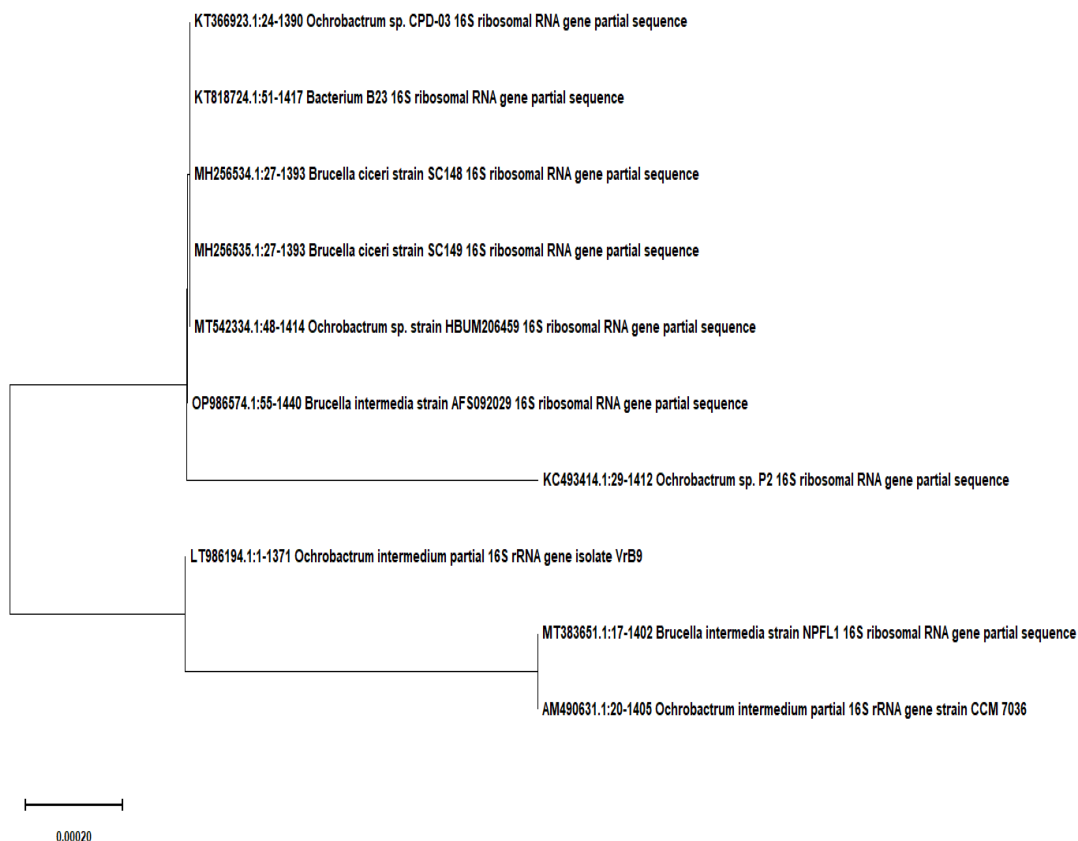 KT366923.1:24-1390 Ochrobactrum sp. CPD-03 16S ribosomal RNA gene partial sequence
KT818724.1:51-1417 Bacterium B23 16S ribosomal RNA gene partial sequence
MH256534.1:27-1393 Brucella ciceri strain SC148 16S ribosomal RNA gene partial sequence
MH256535.1:27-1393 Brucella ciceri strain SC149 16S ribosomal RNA gene partial sequence
MT542334.1:48-1414 Ochrobactrum sp. strain HBUM206459 16S ribosomal RNA gene partial sequence
OP986574.1:55-1440 Brucella intermedia strain AFS092029 16S ribosomal RNA gene partial sequence
KC493414.1:29-1412 Ochrobactrum sp. P2 16S ribosomal RNA gene partial sequence
LT986194.1:1-1371 Ochrobactrum intermedium partial 16S rRNA gene isolate VrB9
MT383651.1:17-1402 Brucella intermedia strain NPFL1 16S ribosomal RNA gene partial sequence
AM490631.1:20-1405 Ochrobactrum intermedium partial 16S rRNA gene strain CCM 7036
0.00020